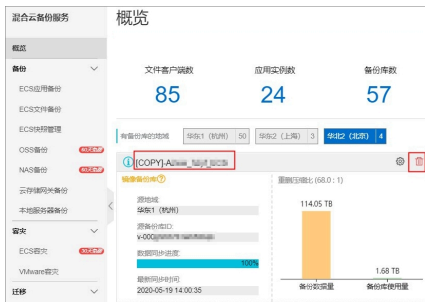 混合云备份服务
概览
备份
ECS应用备份
ECS文件备份
ECS快照管理
OSS备份
NAS备份
云存储网关备份
本地服务器备份
容灾
ECS容灾
VMware容灾
迁移
概览
文件客户端数
应用实例数
备份库数
85
24
57
有备份库的地域
华东1（杭州） 50
华东2（上海） 3
华北2（北京） 4
[COPY]-A
镜像备份库
源地域
华东1（杭州）
源备份库ID
v-000
数据同步进度
100%
最新同步时间
2020-05-19 14:00:35
重删压缩比 (68.0 : 1)
114.05 TB
1.68 TB
备份数据量
备份库使用量